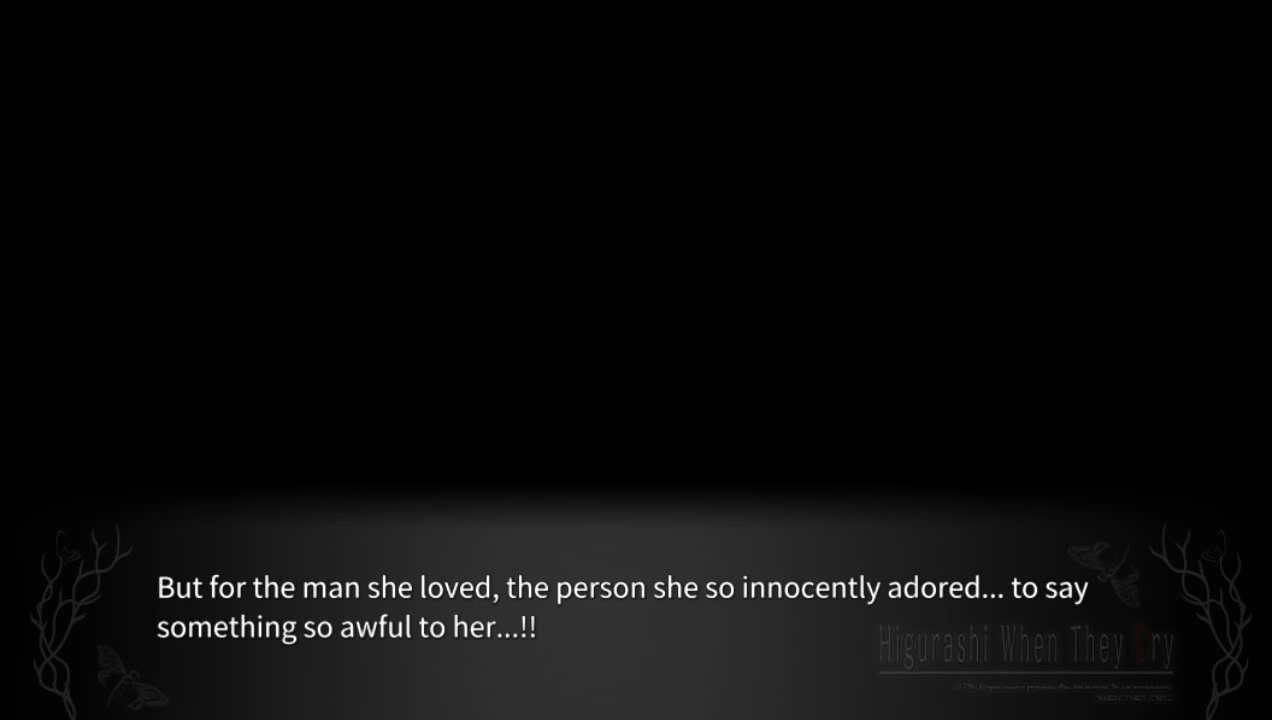 But for the man she loved, the person she so innocently adored... to say
something so awful to her...!!
Higurashi When They Cry